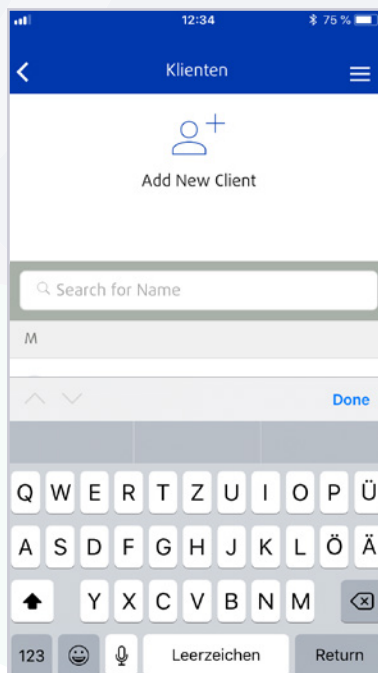 12:34 75 %
Klienten
Add New Client
Search for Name
M
Done
Q W E R T Z U I O P Ü
A S D F G H J K L Ö Ä
Y X C V B N M
123 Leerzeichen Return